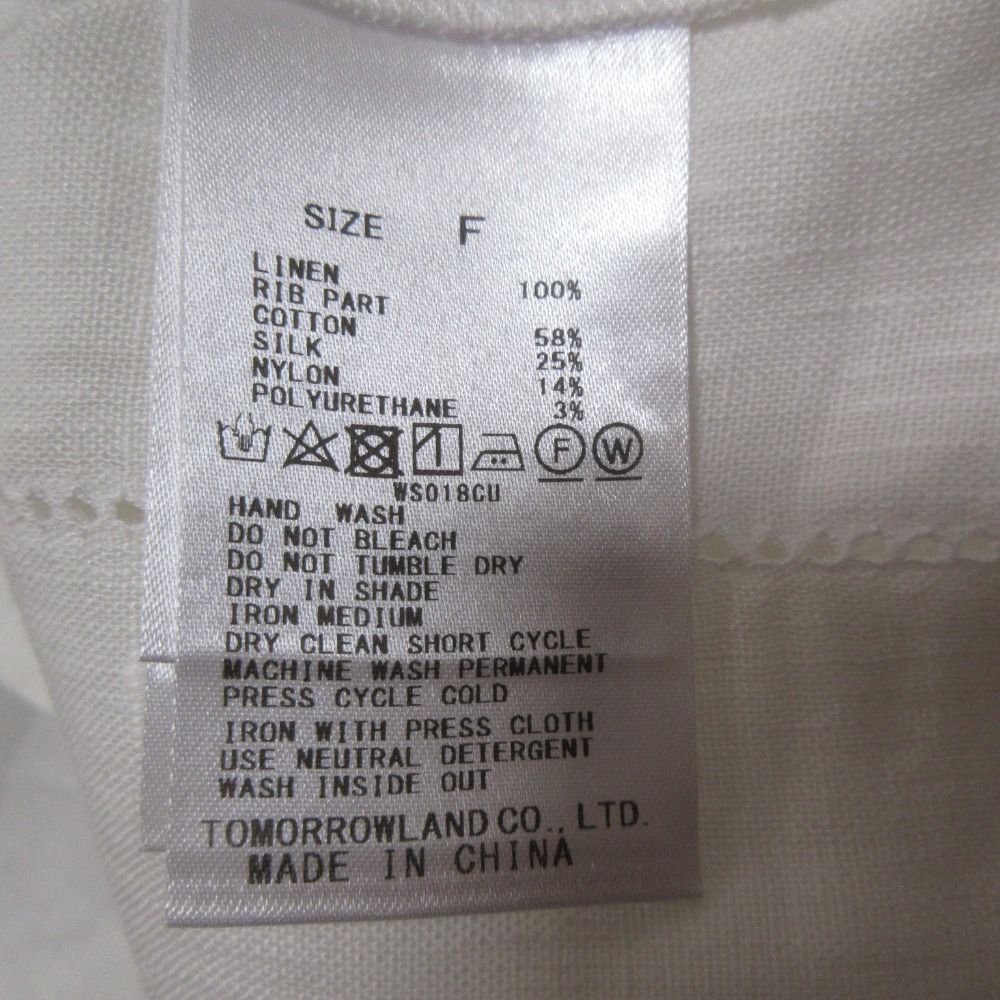 SIZE F
LINEN 100%
RIB PART
COTTON 58%
SILK 25%
NYLON 14%
POLYURETHANE 3%
F W
WS018CU
HAND WASH
DO NOT BLEACH
DO NOT TUMBLE DRY
DRY IN SHADE
IRON MEDIUM
DRY CLEAN SHORT CYCLE
MACHINE WASH PERMANENT
PRESS CYCLE COLD
IRON WITH PRESS CLOTH
USE NEUTRAL DETERGENT
WASH INSIDE OUT
TOMORROWLAND CO., LTD.
MADE IN CHINA